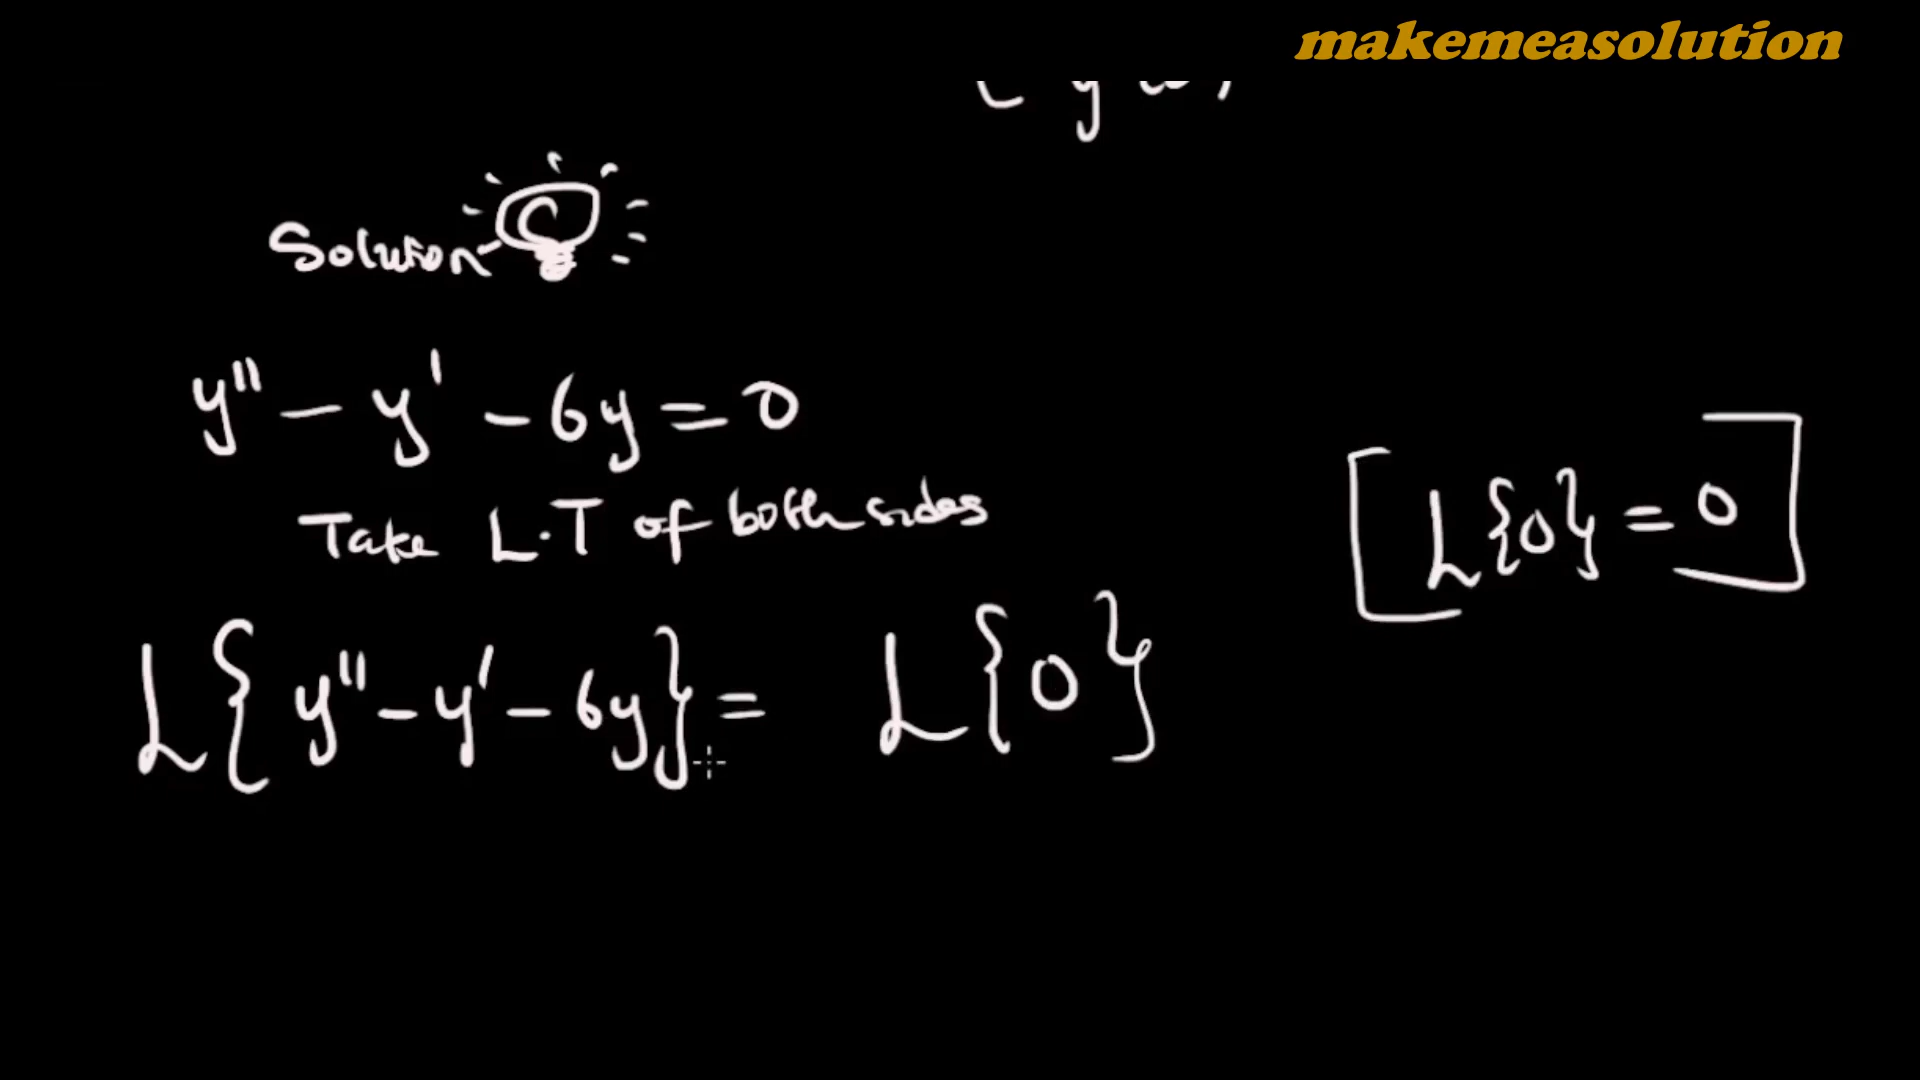 makemeasolution
Solution
y'' - y' - 6y = 0
Take L.T of both sides
[L{0} = 0]
L{y'' - y' - 6y} = L{0}